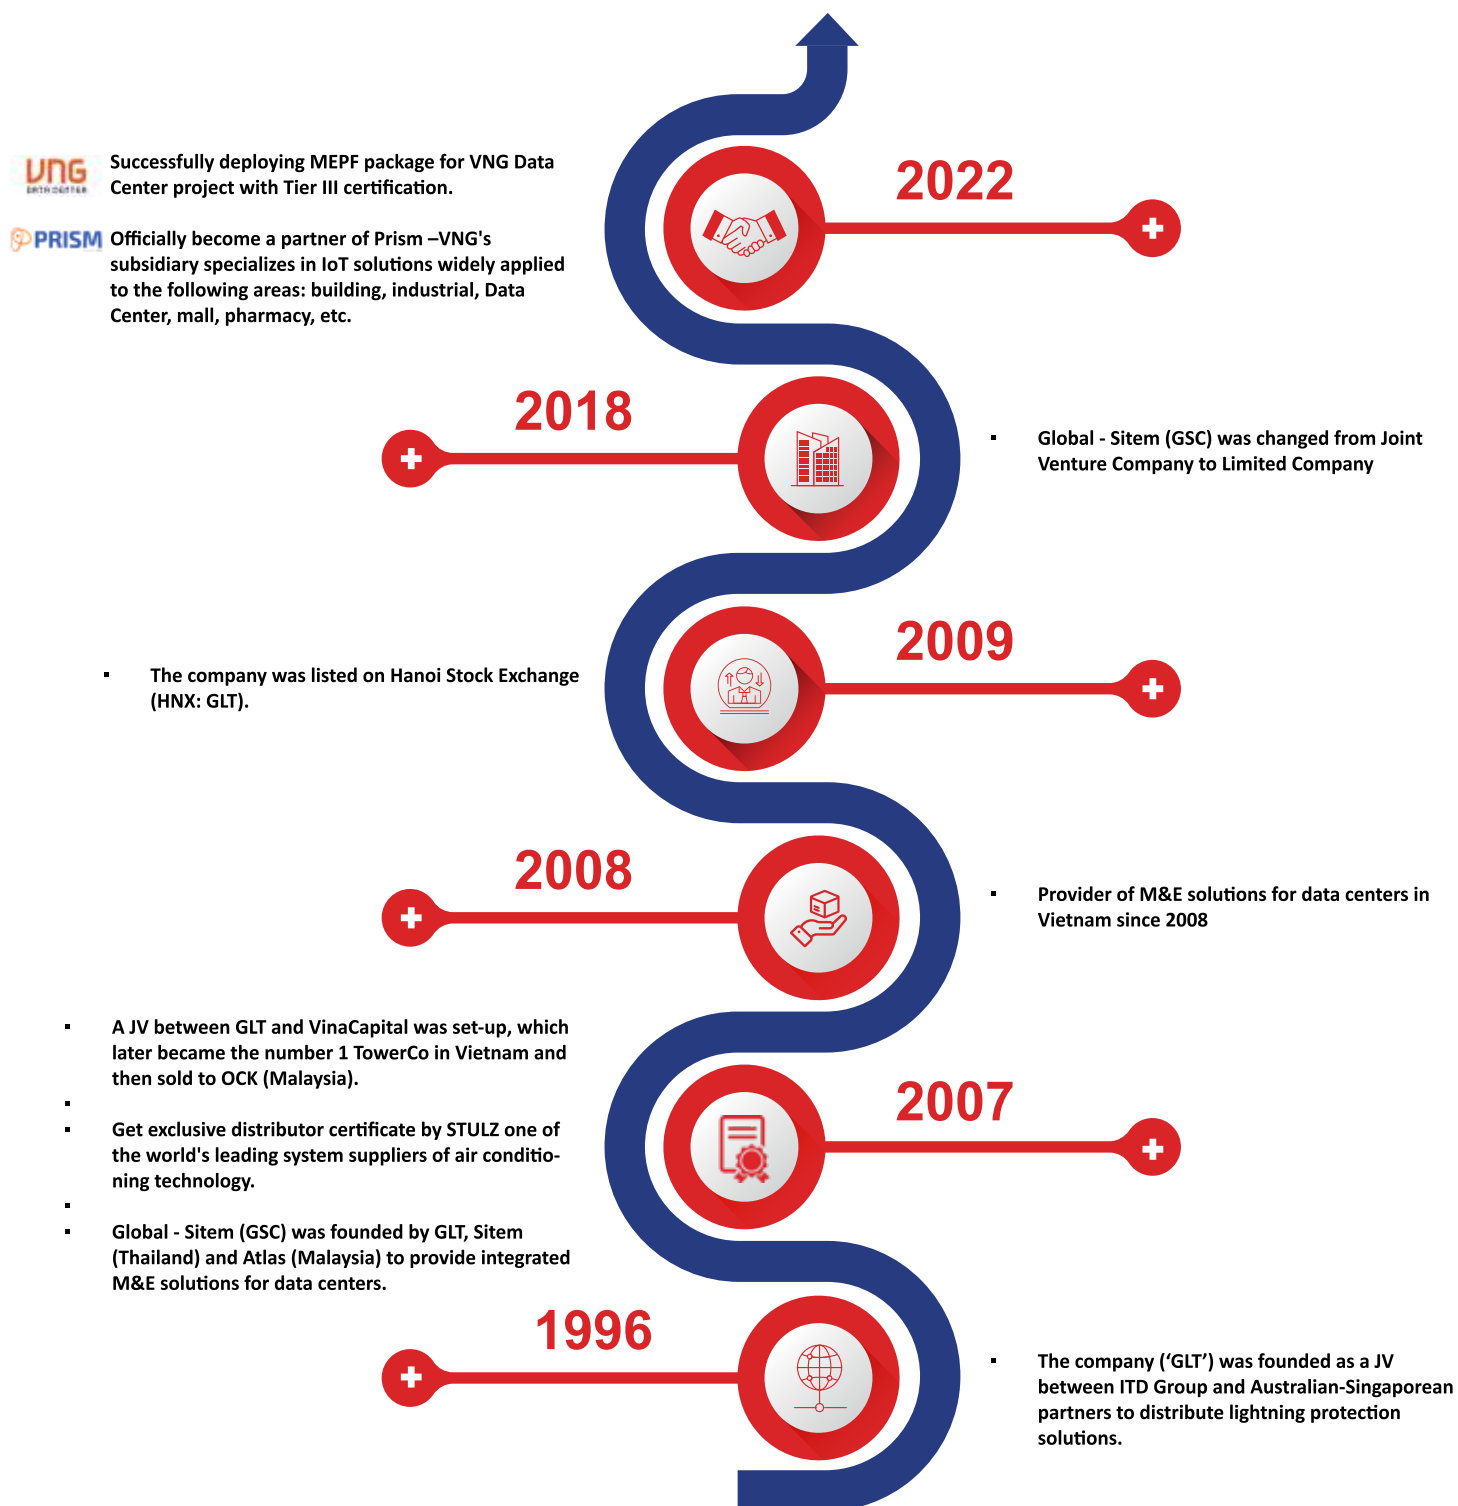 VNG
DATA CENTER
Successfully deploying MEPF package for VNG Data
Center project with Tier III certification.
PRISM
Officially become a partner of Prism –VNG's
subsidiary specializes in IoT solutions widely applied
to the following areas: building, industrial, Data
Center, mall, pharmacy, etc.
2022
2018
▪ Global - Sitem (GSC) was changed from Joint
Venture Company to Limited Company
2009
▪ The company was listed on Hanoi Stock Exchange
(HNX: GLT).
2008
▪ Provider of M&E solutions for data centers in
Vietnam since 2008
▪ A JV between GLT and VinaCapital was set-up, which
later became the number 1 TowerCo in Vietnam and
then sold to OCK (Malaysia).
▪
▪ Get exclusive distributor certificate by STULZ one of
the world's leading system suppliers of air conditio-
ning technology.
▪
▪ Global - Sitem (GSC) was founded by GLT, Sitem
(Thailand) and Atlas (Malaysia) to provide integrated
M&E solutions for data centers.
2007
1996
▪ The company (‘GLT’) was founded as a JV
between ITD Group and Australian-Singaporean
partners to distribute lightning protection
solutions.